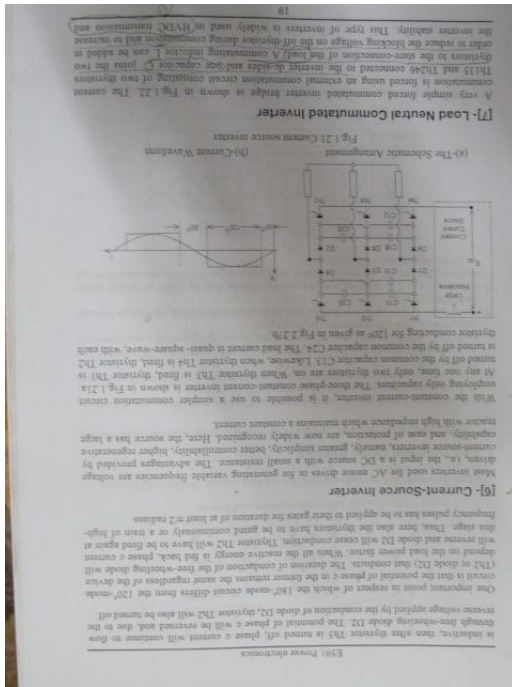 E59| Power electronics
is inductive, then after thyristor Th5 is turned off, phase c current will continue to flow
through free-wheeling diode D2. The potential of phase c will be reversed and, due to the
reverse voltage applied by the conduction of diode D2, thyristor Th2 will also be turned off.
One important point in respect of which the 180°-mode circuit differs from the 120°-mode
circuit is that the potential of phase c in the former remains the same regardless of the device
(Th2 or diode D2) that conducts. The duration of conduction of the free-wheeling diode will
depend on the load power factor. When all the reactive energy is fed back, phase c current
will reverse and diode D2 will cease conduction. Thyristor Th2 will have to be fired again at
this stage. Thus, here also the thyristors have to be gated continuously or a train of high-
frequency pulses has to be applied to their gates for duration of at least π/2 radians.
[6]- Current-Source Inverter
Most inverters used for AC motor drives or for generating variable frequencies are voltage
driven, i.e. the input is a DC source with a small resistance. The advantages provided by
current-source inverters, namely, greater simplicity, better controllability, higher regenerative
capability, and ease of protection, are now widely recognized. Here, the source has a large
reactor with high impedance which maintains a constant current.
With the constant-current inverter, it is possible to use a simpler commutation circuit
employing only capacitors. The three-phase constant-current inverter is shown in Fig.1.21a.
At any one time, only two thyristors are on. When thyristor Th3 is fired, thyristor Th1 is
turned off by the common capacitor C13. Likewise, when thyristor Th4 is fired, thyristor Th2
is turned off by the common capacitor C24. The load current is quasi- square-wave, with each
thyristor conducting for 120° as given in Fig 2.27b.
Large
Inductance
Constant
Current
Source
(a)-The Schematic Arrangement
(b)-Current Waveform
Fig 1.21 Current source inverter
[7]- Load Neutral Commutated Inverter
A very simple forced commutated inverter bridges is shown in Fig.1.22. The current
commutation is forced using an external commutation circuit consisting of two thyristors
Th135 and Th246 connected to the inverter dc-sides and one capacitor C joins the two
thyristors to the state-connection of the load. A commutating inductor L can be added in
order to reduce the blocking voltage on the off-thyristor during commutation and to increase
the inverter stability. This type of inverters is widely used in HVDC transmission and
19